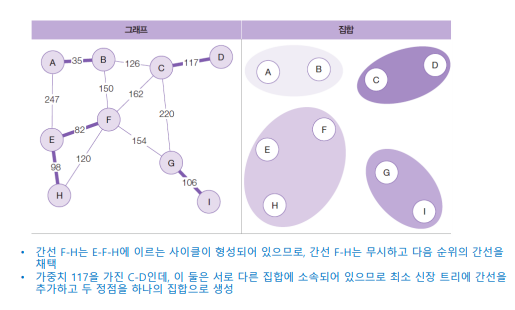 그래프 집합
A 35 B 126 C 117 D
247 150 162 220
E 82 F 154 G
98 120 106
H I
A B C D
E F G
H I
• 간선 F-H는 E-F-H에 이르는 사이클이 형성되어 있으므로, 간선 F-H는 무시하고 다음 순위의 간선을
채택
• 가중치 117을 가진 C-D인데, 이 둘은 서로 다른 집합에 소속되어 있으므로 최소 신장 트리에 간선을
추가하고 두 정점을 하나의 집합으로 생성